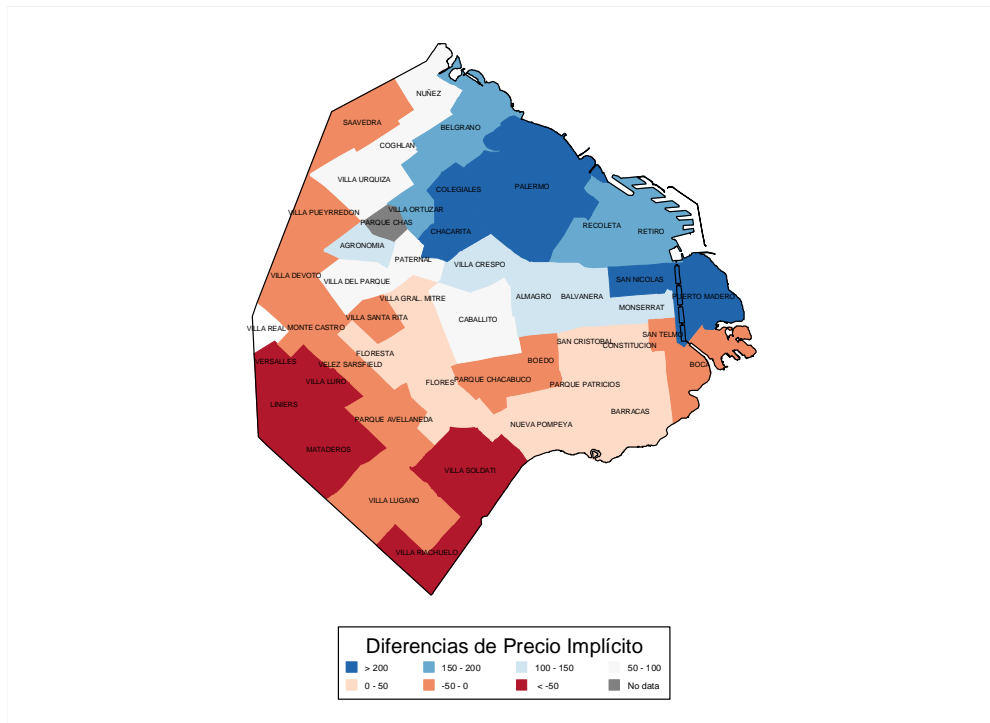 NUÑEZ
SAAVEDRA
BELGRANO
COGHLAN
VILLA URQUIZA
COLEGIALES
PALERMO
VILLA PUEYRREDON
VILLA ORTUZAR
PARQUE CHAS
RECOLETA
CHACARITA
RETIRO
AGRONOMIA
PATERNAL
VILLA CRESPO
VILLA DEVOTO
VILLA DEL PARQUE
SAN NICOLAS
VILLA GRAL. MITRE
ALMAGRO
BALVANERA
PUERTO MADERO
MONSERRAT
VILLA SANTA RITA
CABALLITO
VILLA REAL
MONTE CASTRO
SAN TELMO
SAN CRISTOBAL
CONSTITUCION
FLORESTA
VERSALLES
VELEZ SARSFIELD
BOEDO
BOCA
VILLA LURO
FLORES
PARQUE CHACABUCO
PARQUE PATRICIOS
LINIERS
BARRACAS
PARQUE AVELLANEDA
NUEVA POMPEYA
MATADEROS
VILLA SOLDATI
VILLA LUGANO
VILLA RIACHUELO
Diferencias de Precio Implícito
> 200
150 - 200
100 - 150
50 - 100
0 - 50
-50 - 0
< -50
No data